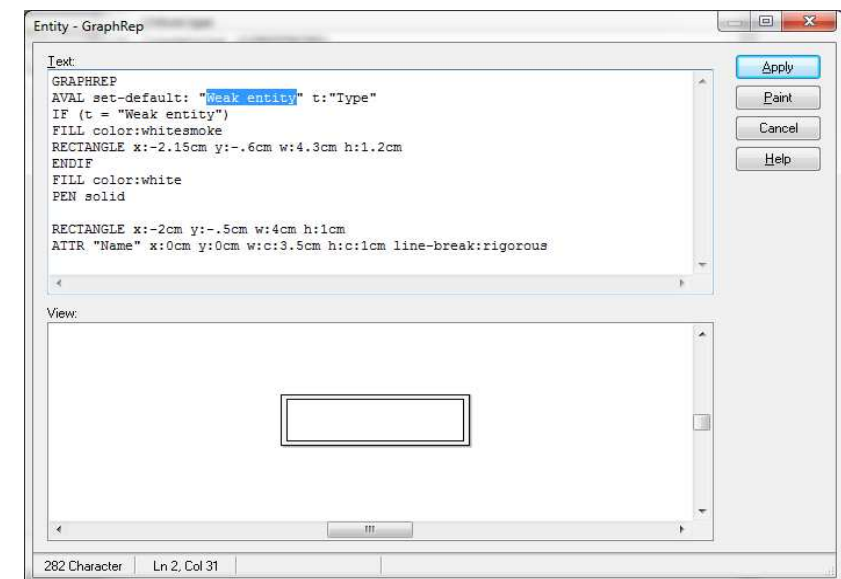 Entity - GraphRep
Text:
GRAPHREP
AVAL set-default: "Weak entity" t:"Type"
IF (t = "Weak entity")
FILL color:whitesmoke
RECTANGLE x:-2.15cm y:-.6cm w:4.3cm h:1.2cm
ENDIF
FILL color:white
PEN solid
RECTANGLE x:-2cm y:-.5cm w:4cm h:1cm
ATTR "Name" x:0cm y:0cm w:c:3.5cm h:c:1cm line-break:rigorous
Apply
Paint
Cancel
Help
View:
282 Character
Ln 2, Col 31